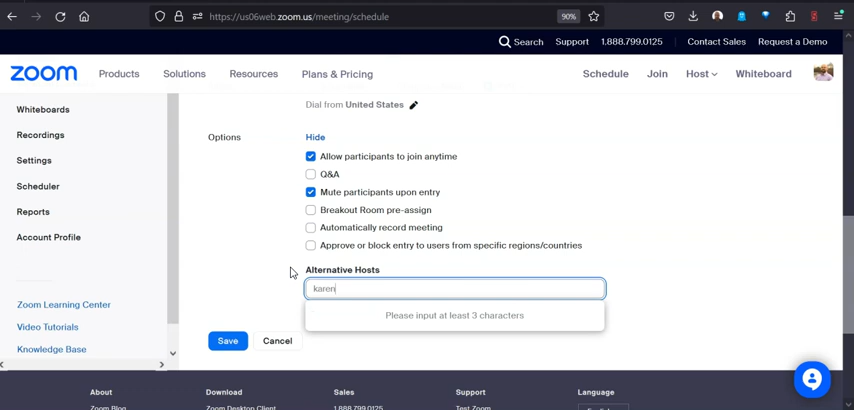 https://us06web.zoom.us/meeting/schedule
90%
Search Support 1.888.799.0125 Contact Sales Request a Demo
zoom Products Solutions Resources Plans & Pricing Schedule Join Host Whiteboard
Whiteboards
Recordings
Settings
Scheduler
Reports
Account Profile
Zoom Learning Center
Video Tutorials
Knowledge Base
Dial from United States
Options
Hide
Allow participants to join anytime
Q&A
Mute participants upon entry
Breakout Room pre-assign
Automatically record meeting
Approve or block entry to users from specific regions/countries
Alternative Hosts
karen
Please input at least 3 characters
Save Cancel
About Download Sales Support Language
Zoom Blog Zoom Desktop Client 1.888.799.0125 Test Zoom English